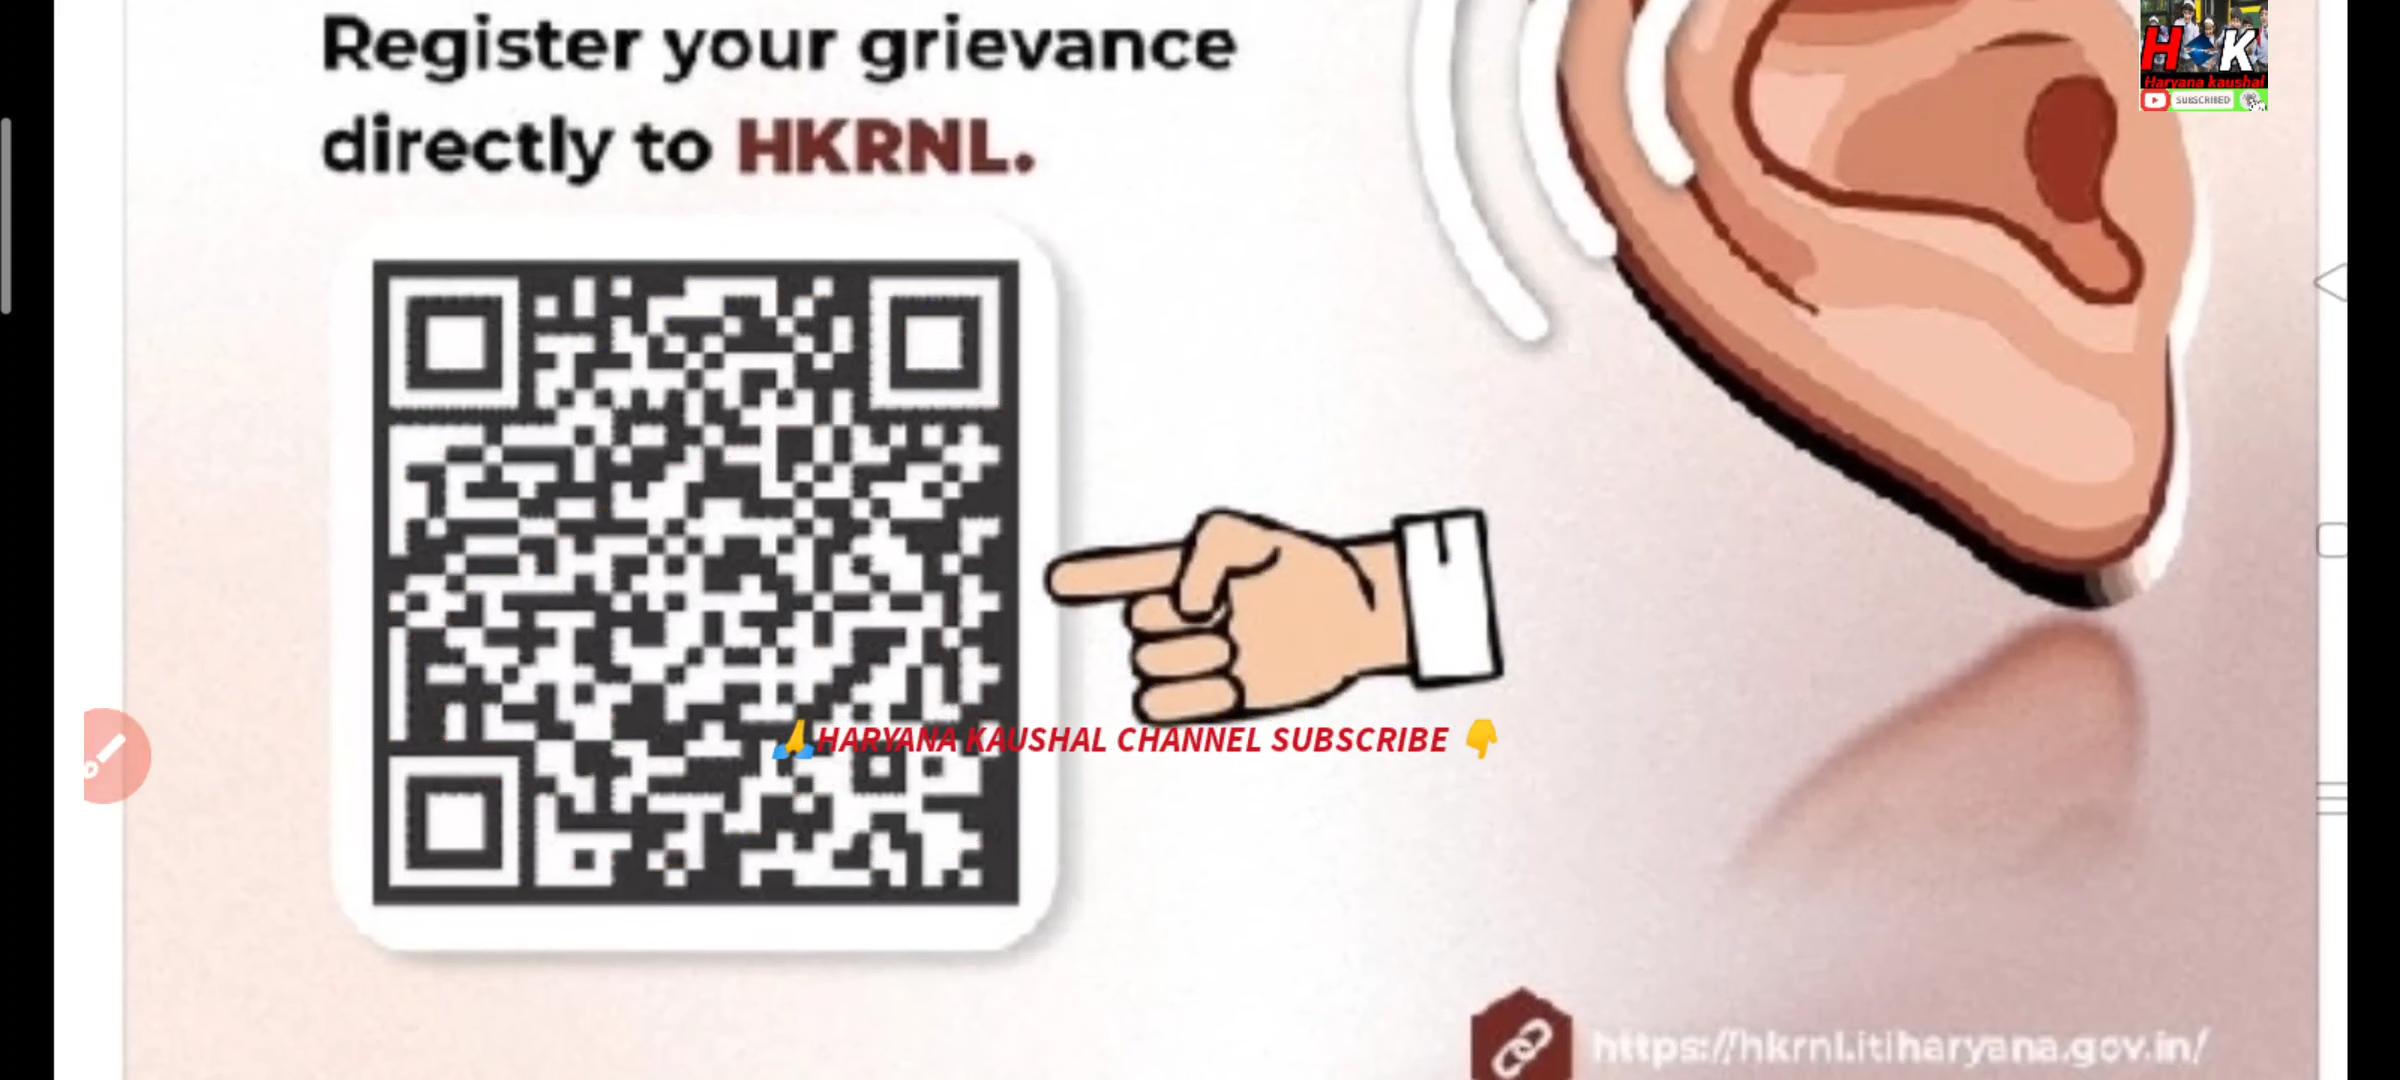 Register your grievance
directly to HKRNL.
H K
Haryana kaushal
SUBSCRIBED
🙏HARYANA KAUSHAL CHANNEL SUBSCRIBE 👇
https://hkrnl.itiharyana.gov.in/